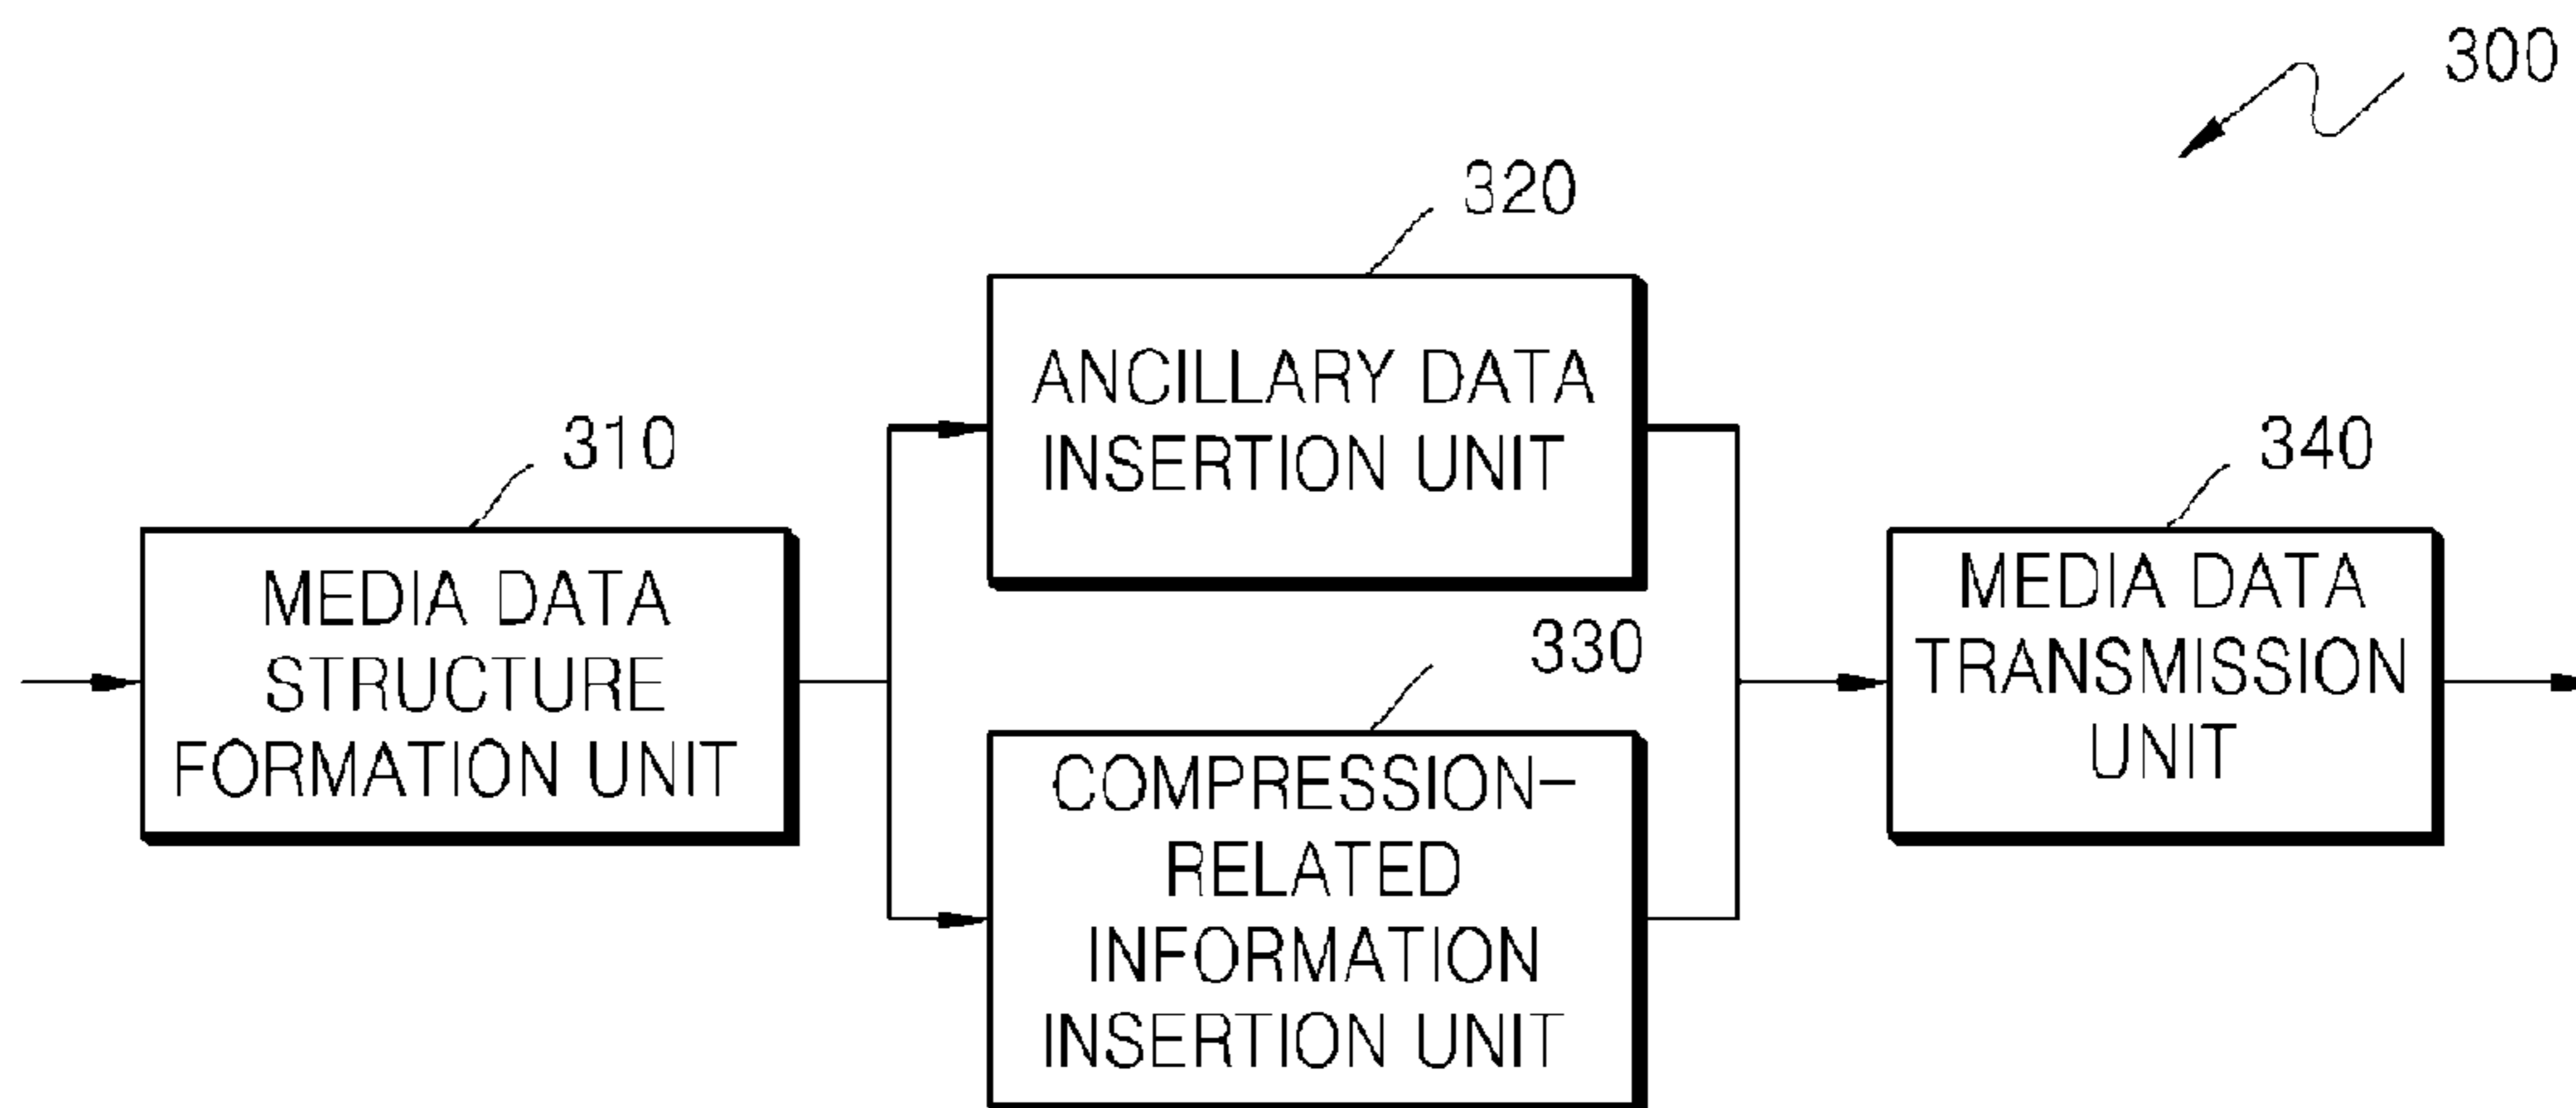 300
320
ANCILLARY DATA
INSERTION UNIT
310
MEDIA DATA
STRUCTURE
FORMATION UNIT
330
COMPRESSION-
RELATED
INFORMATION
INSERTION UNIT
340
MEDIA DATA
TRANSMISSION
UNIT